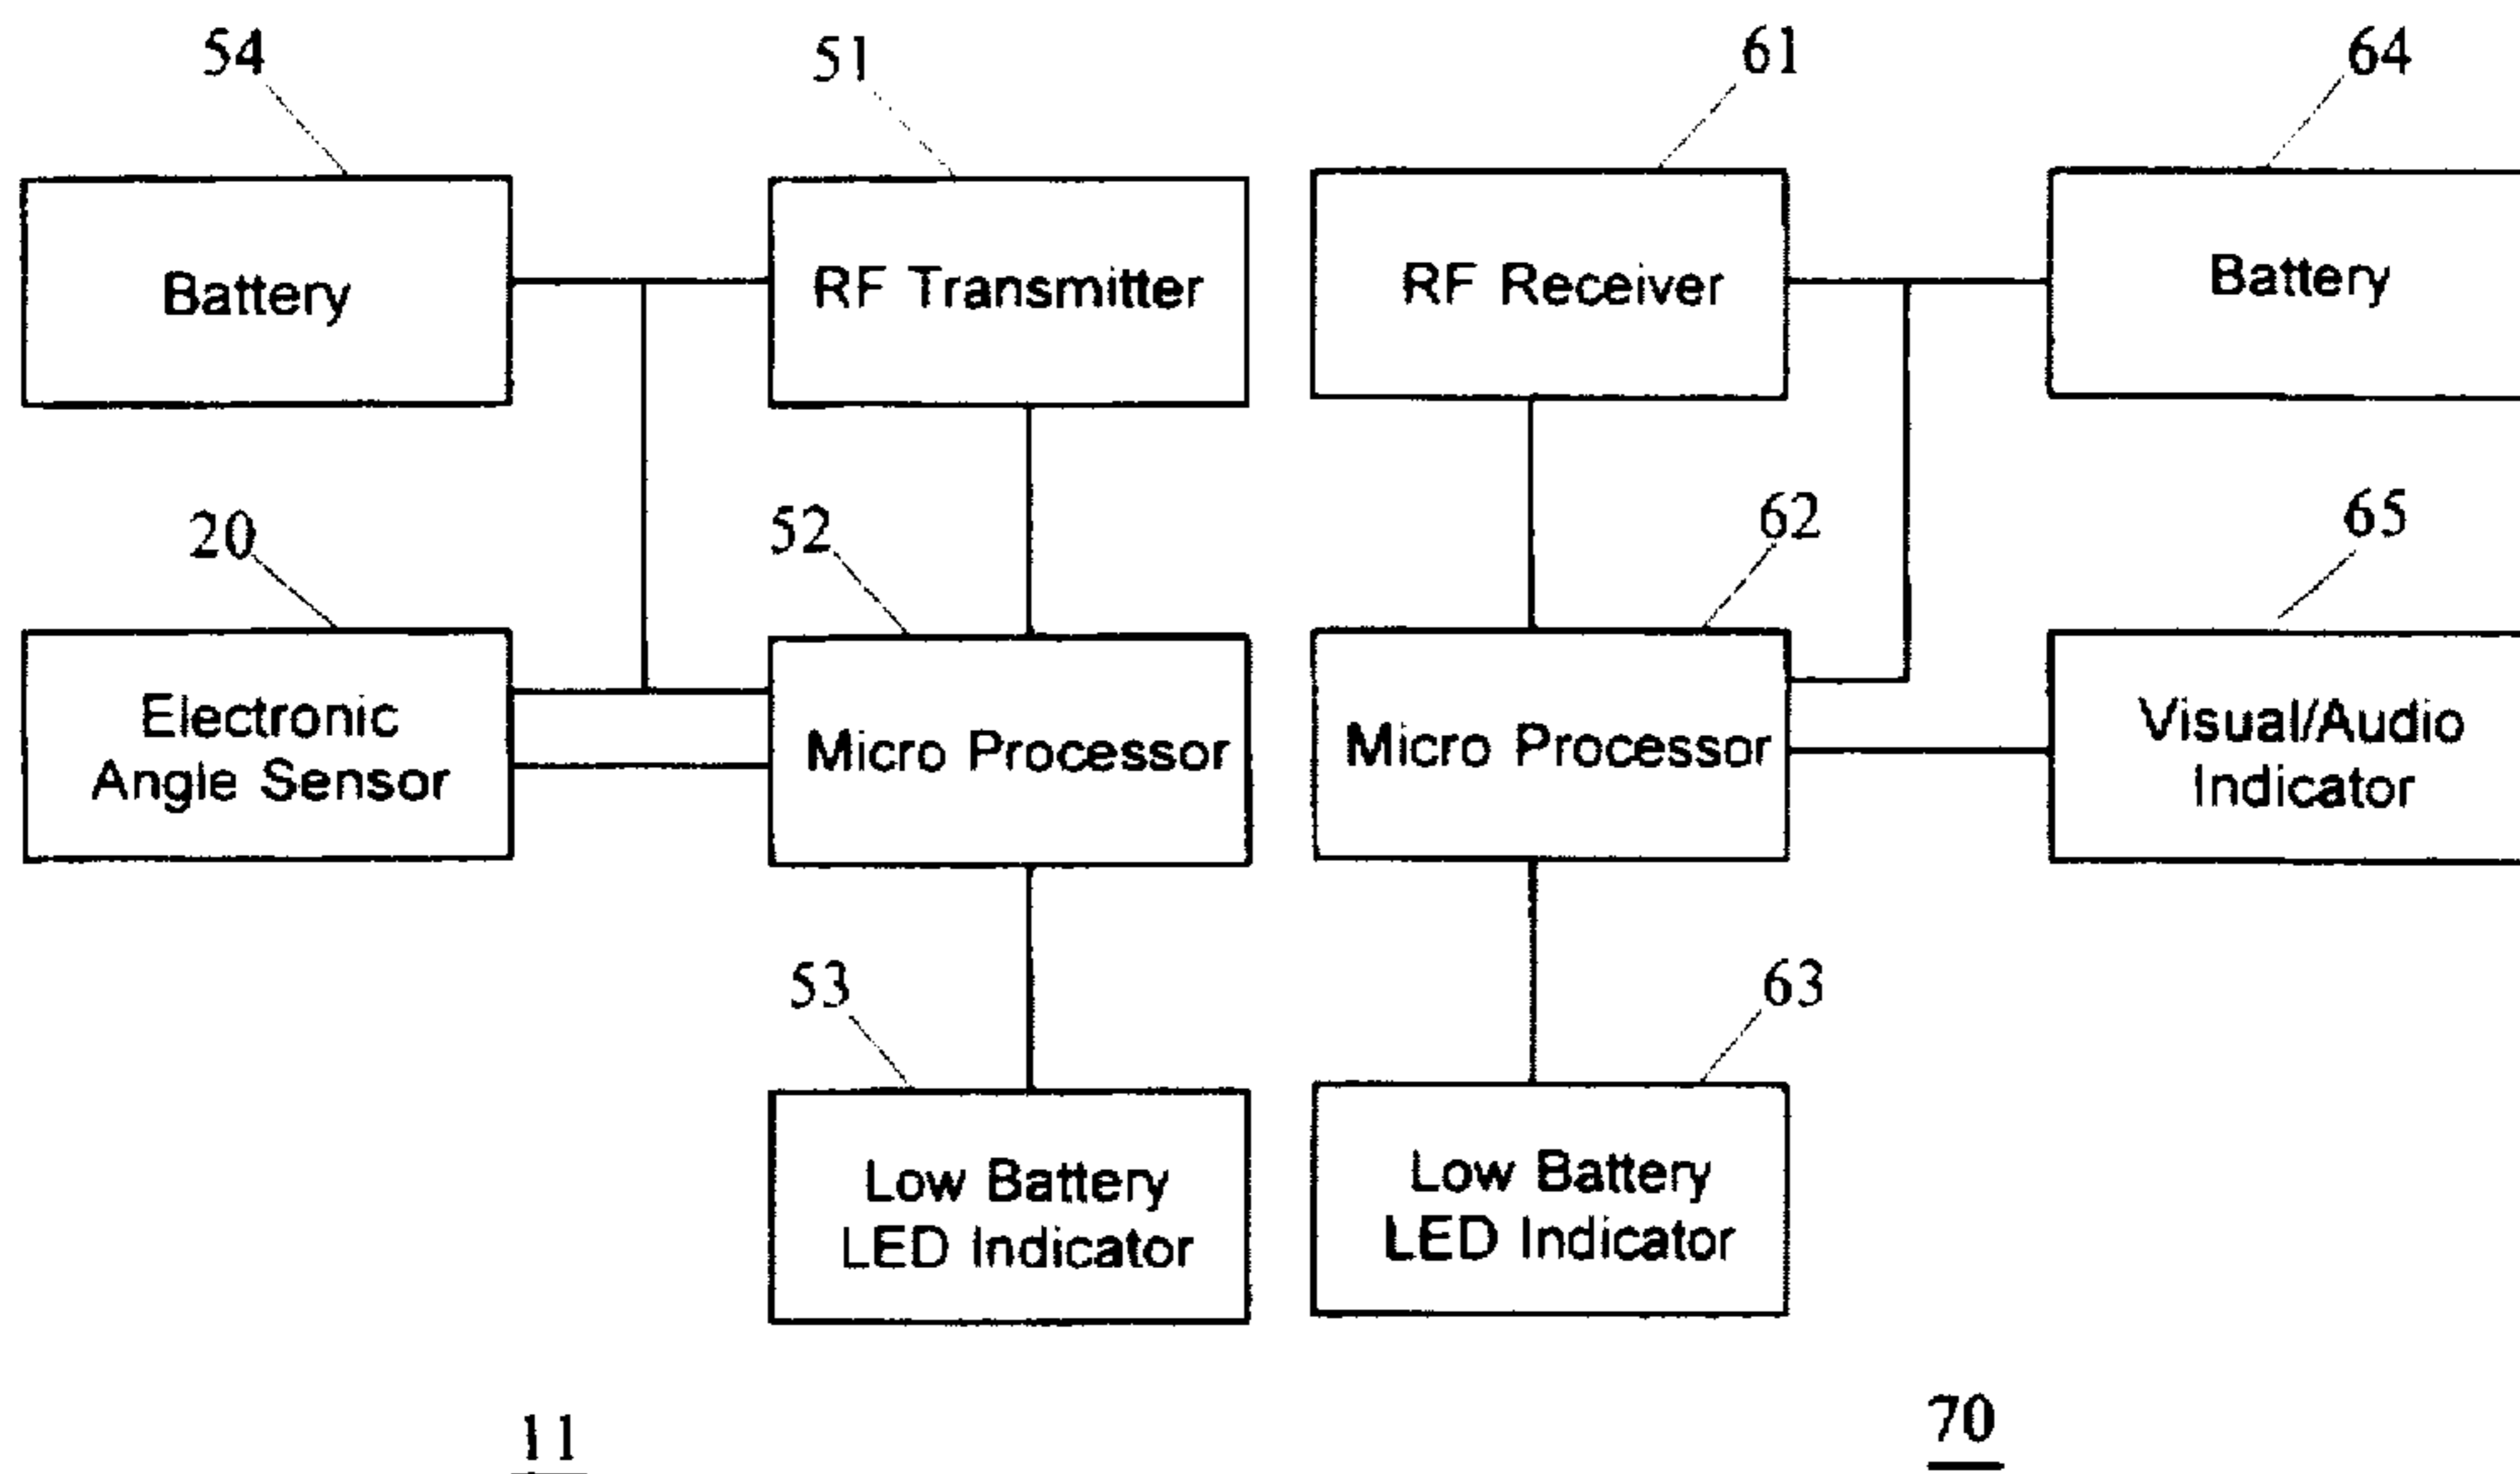 54
51
61
64
Battery
RF Transmitter
RF Receiver
Battery
20
52
62
65
Electronic
Angle Sensor
Micro Processor
Micro Processor
Visual/Audio
Indicator
53
63
Low Battery
LED Indicator
Low Battery
LED Indicator
11
70